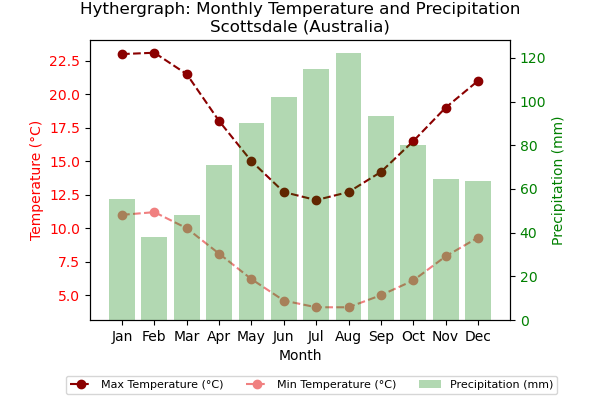 Hythergraph: Monthly Temperature and Precipitation
Scottsdale (Australia)
Temperature (°C)
22.5
20.0
17.5
15.0
12.5
10.0
7.5
5.0
120
100
80
60
40
20
0
Precipitation (mm)
Jan Feb Mar Apr May Jun Jul Aug Sep Oct Nov Dec
Month
Max Temperature (°C) Min Temperature (°C) Precipitation (mm)